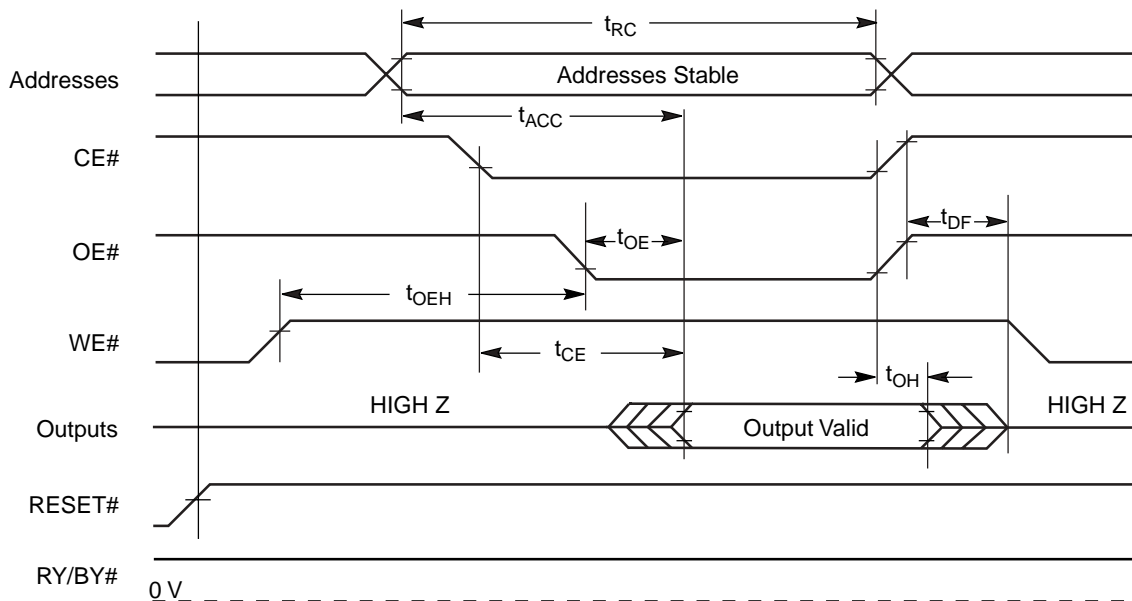 tRC
Addresses
Addresses Stable
tACC
CE#
tDF
OE#
tOE
tOEH
WE#
tCE
tOH
HIGH Z
HIGH Z
Outputs
Output Valid
RESET#
RY/BY#
0 V